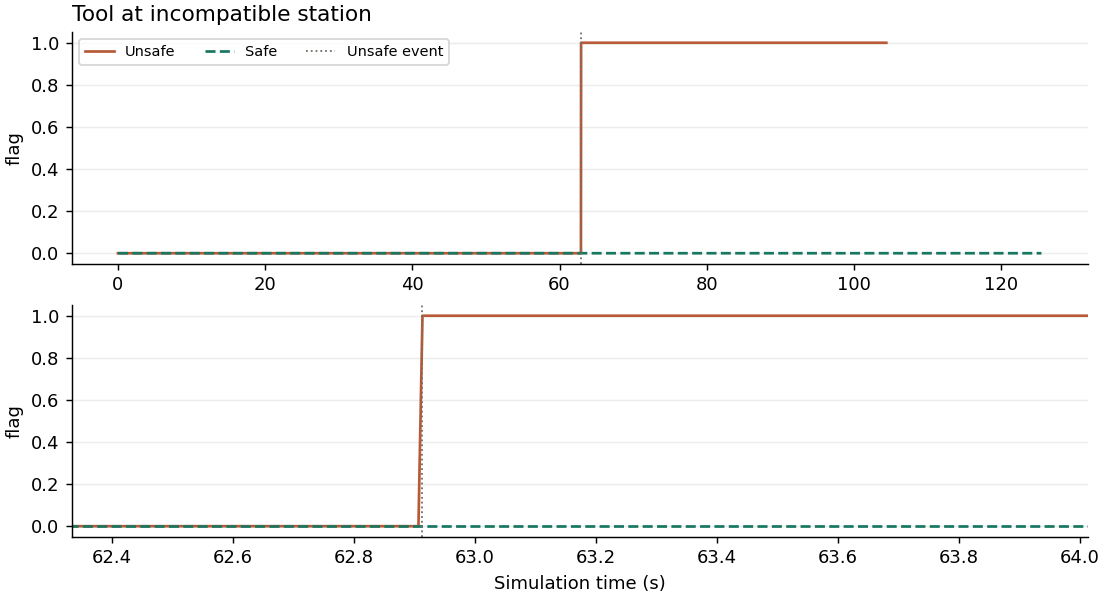 Tool at incompatible station
Unsafe Safe Unsafe event
flag
1.0
0.8
0.6
0.4
0.2
0.0
0 20 40 60 80 100 120
flag
1.0
0.8
0.6
0.4
0.2
0.0
62.4 62.6 62.8 63.0 63.2 63.4 63.6 63.8 64.0
Simulation time (s)